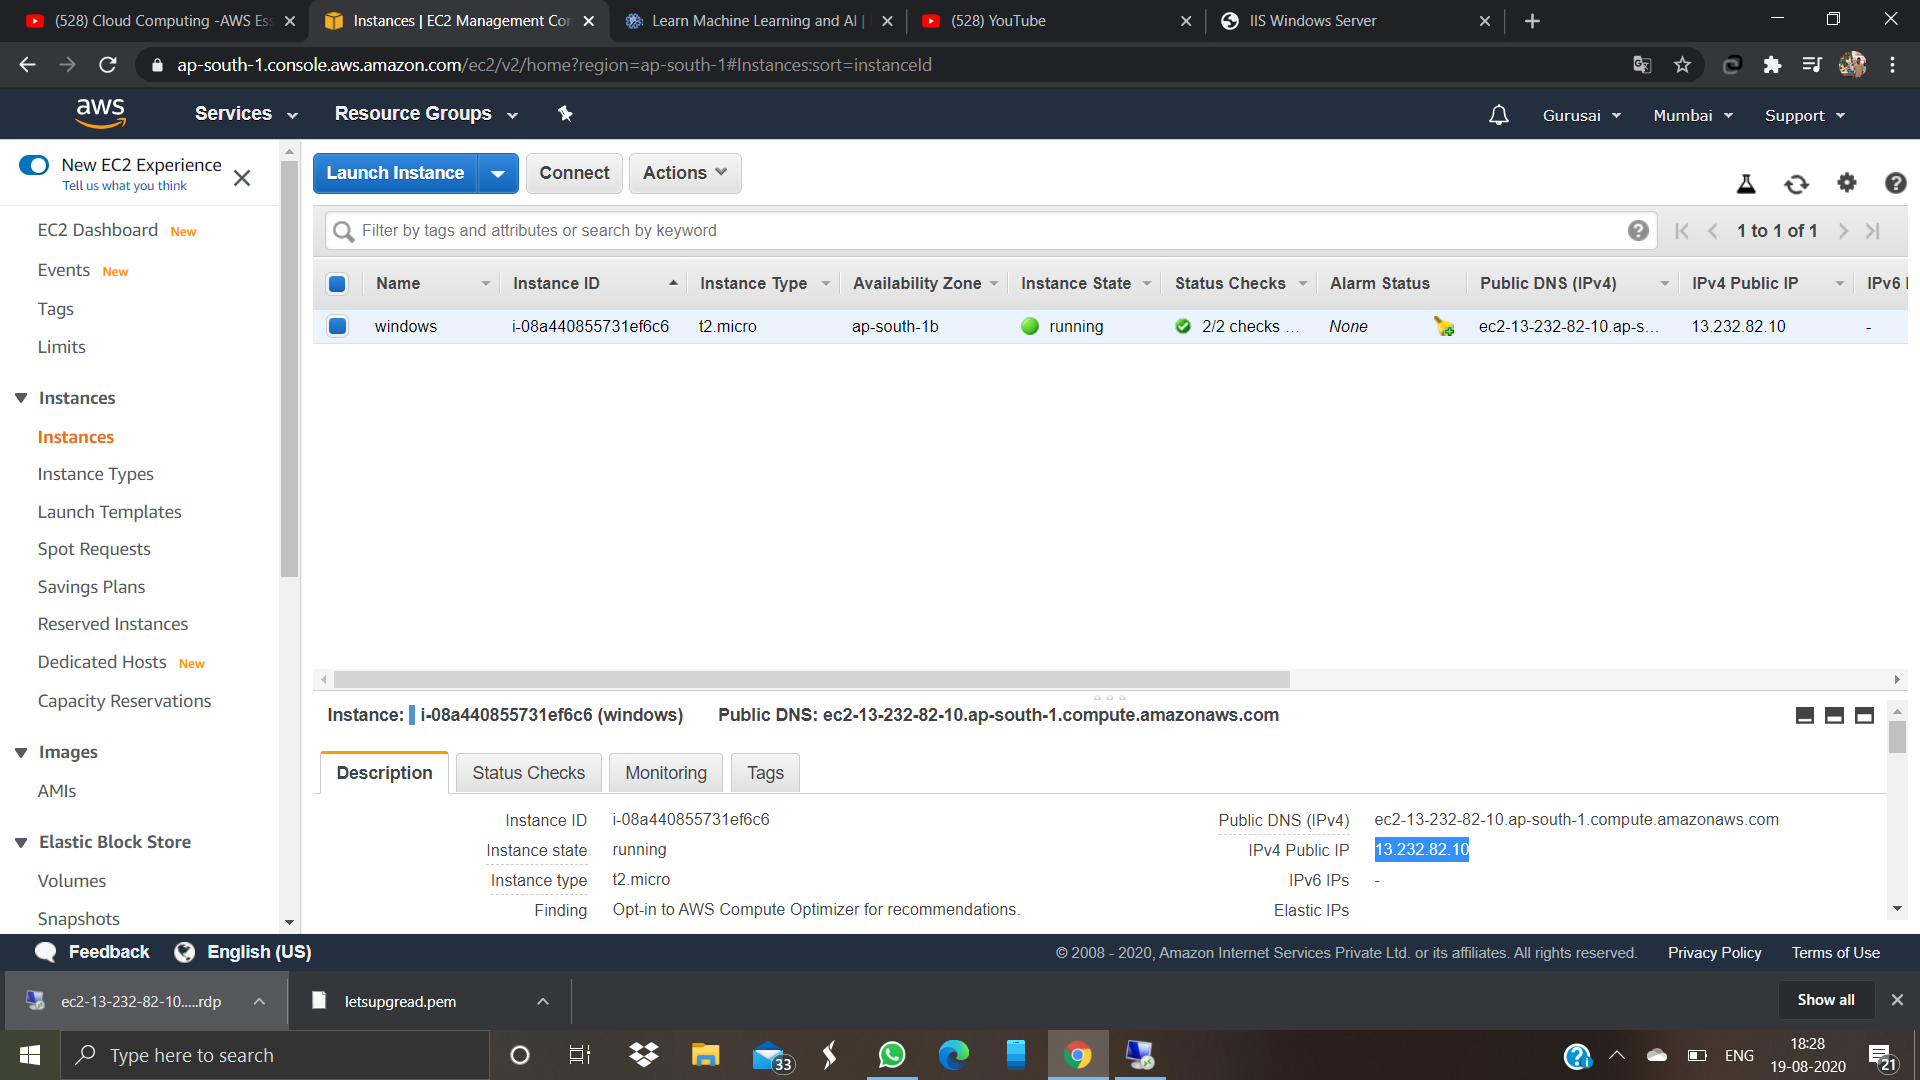 (528) Cloud Computing -AWS Es
Instances | EC2 Management Con
Learn Machine Learning and AI |
(528) YouTube
IIS Windows Server
ap-south-1.console.aws.amazon.com/ec2/v2/home?region=ap-south-1#Instances:sort=instanceId
aws
Services
Resource Groups
Gurusai
Mumbai
Support
New EC2 Experience
Tell us what you think
EC2 Dashboard New
Events New
Tags
Limits
Instances
Instances
Instance Types
Launch Templates
Spot Requests
Savings Plans
Reserved Instances
Dedicated Hosts New
Capacity Reservations
Images
AMIs
Elastic Block Store
Volumes
Snapshots
Launch Instance
Connect
Actions
Filter by tags and attributes or search by keyword
1 to 1 of 1
Name Instance ID Instance Type Availability Zone Instance State Status Checks Alarm Status Public DNS (IPv4) IPv4 Public IP IPv6 I
windows i-08a440855731ef6c6 t2.micro ap-south-1b running 2/2 checks ... None ec2-13-232-82-10.ap-s... 13.232.82.10 -
Instance: i-08a440855731ef6c6 (windows) Public DNS: ec2-13-232-82-10.ap-south-1.compute.amazonaws.com
Description
Status Checks
Monitoring
Tags
Instance ID i-08a440855731ef6c6
Instance state running
Instance type t2.micro
Finding Opt-in to AWS Compute Optimizer for recommendations.
Public DNS (IPv4) ec2-13-232-82-10.ap-south-1.compute.amazonaws.com
IPv4 Public IP 13.232.82.10
IPv6 IPs -
Elastic IPs
Feedback
English (US)
© 2008 - 2020, Amazon Internet Services Private Ltd. or its affiliates. All rights reserved.
Privacy Policy
Terms of Use
ec2-13-232-82-10.....rdp
letsupgread.pem
Show all
Type here to search
33
ENG
18:28
19-08-2020
21